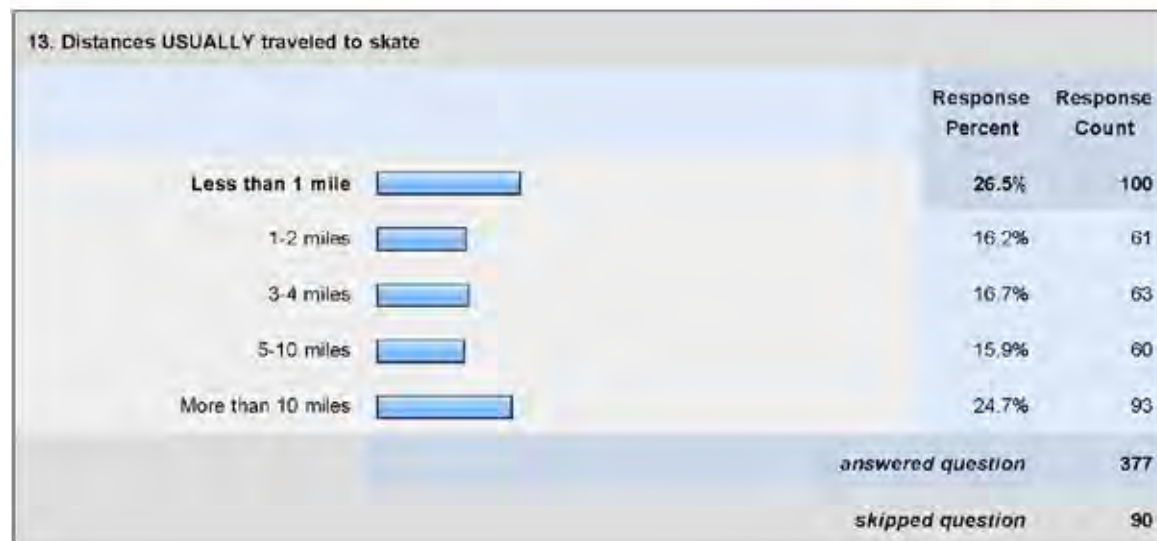 13. Distances USUALLY traveled to skate
Response Percent Response Count
Less than 1 mile 26.5% 100
1-2 miles 16.2% 61
3-4 miles 16.7% 63
5-10 miles 15.9% 60
More than 10 miles 24.7% 93
answered question 377
skipped question 90